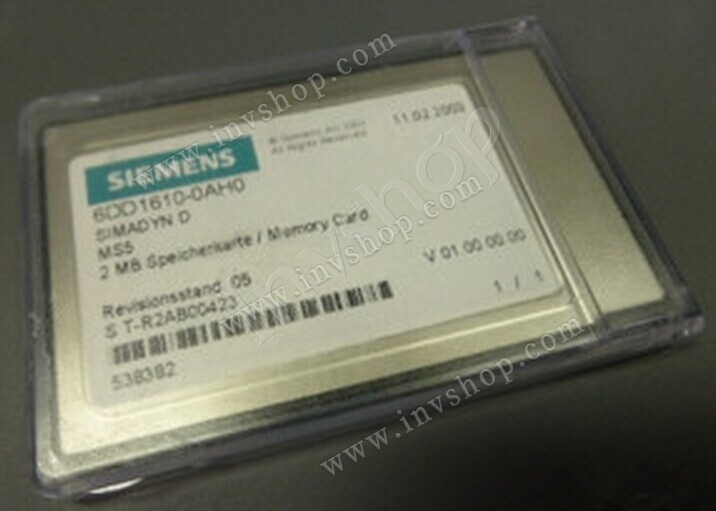 SIEMENS
© Siemens AG
All Rights Reserved
11.02.2003
6DD1610-0AH0
SIMADYN D
MS5
2 MB Speicherkarte / Memory Card
V 01.00.00.00
Revisionsstand 05
S T-R2AB00423
1 / 1
538382
www.invshop.com
www.invshop.com
www.invshop.com
invshop
www.invshop.com